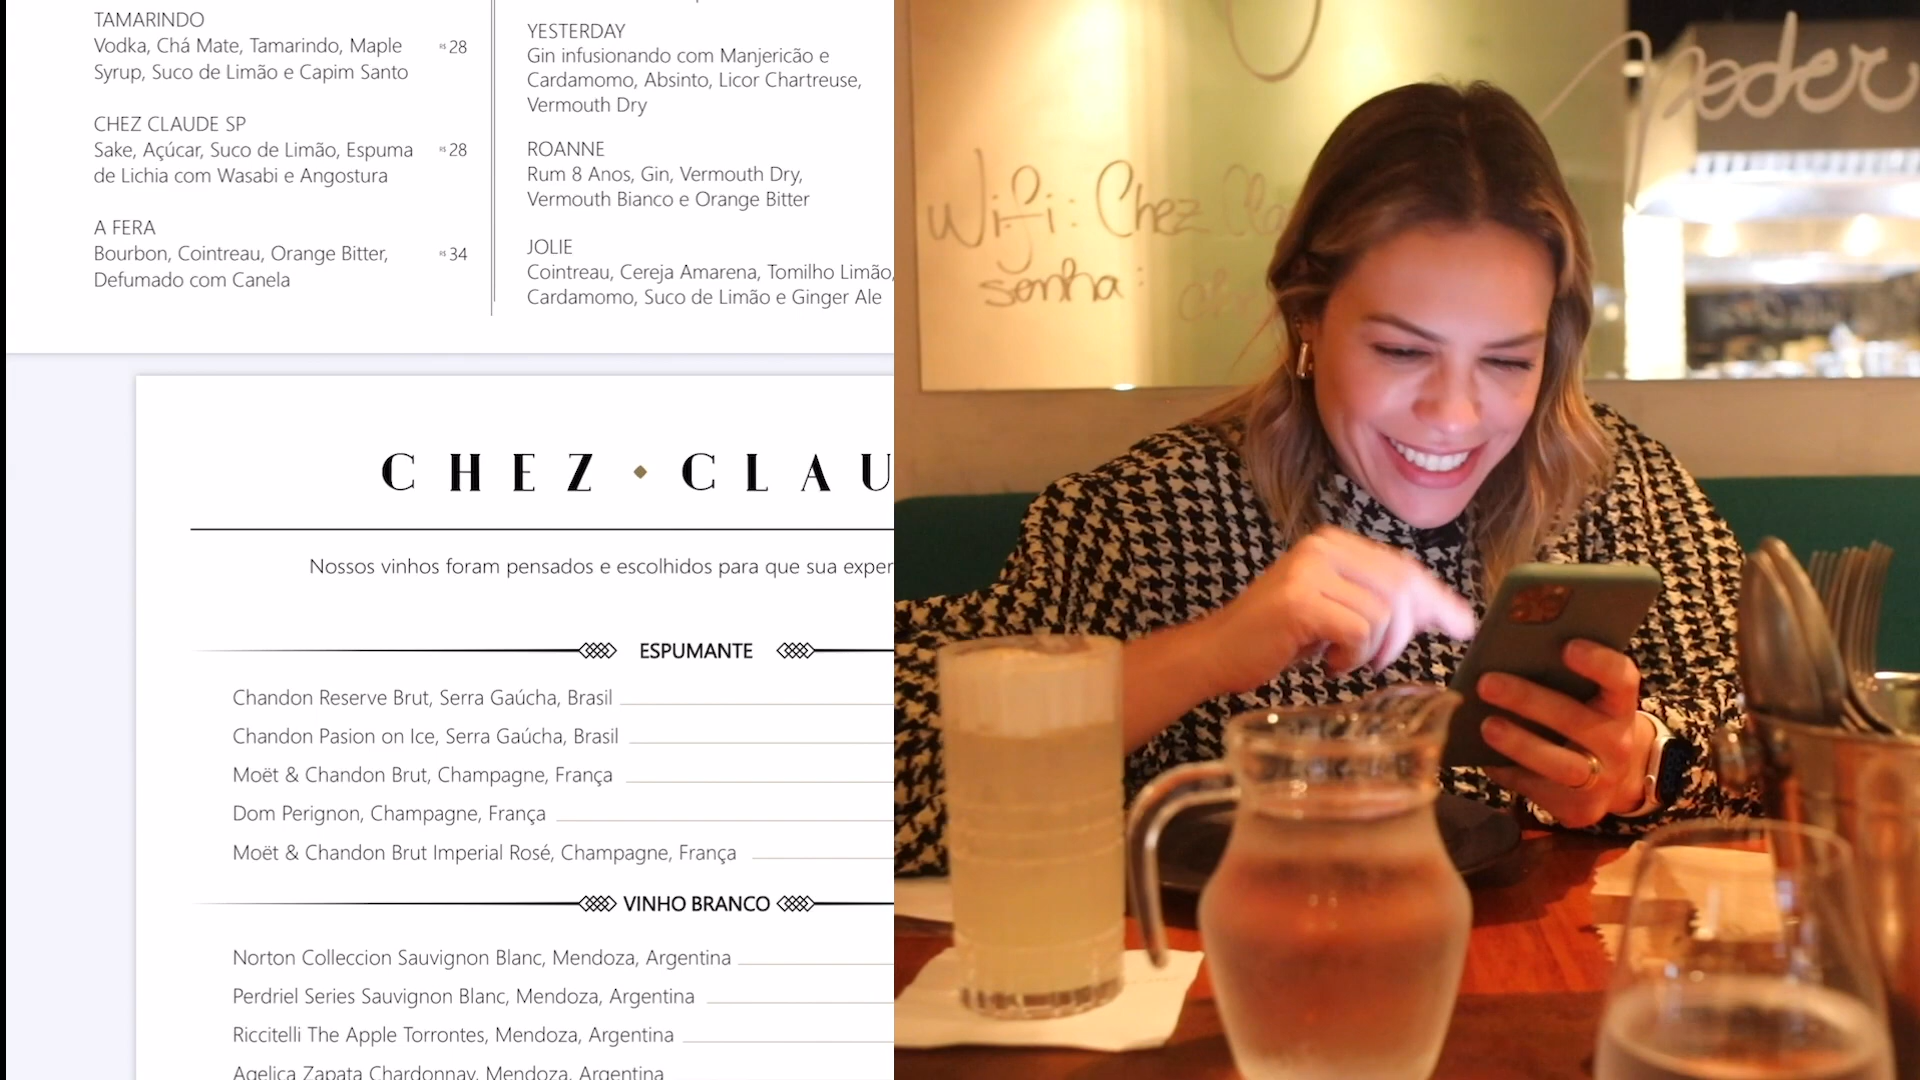 TAMARINDO
Vodka, Chá Mate, Tamarindo, Maple R$ 28
Syrup, Suco de Limão e Capim Santo
CHEZ CLAUDE SP
Sake, Açúcar, Suco de Limão, Espuma R$ 28
de Lichia com Wasabi e Angostura
A FERA
Bourbon, Cointreau, Orange Bitter, R$ 34
Defumado com Canela
YESTERDAY
Gin infusionando com Manjericão e
Cardamomo, Absinto, Licor Chartreuse,
Vermouth Dry
ROANNE
Rum 8 Anos, Gin, Vermouth Dry,
Vermouth Bianco e Orange Bitter
JOLIE
Cointreau, Cereja Amarena, Tomilho Limão,
Cardamomo, Suco de Limão e Ginger Ale
CHEZ CLAU
Nossos vinhos foram pensados e escolhidos para que sua exper
ESPUMANTE
Chandon Reserve Brut, Serra Gaúcha, Brasil
Chandon Pasion on Ice, Serra Gaúcha, Brasil
Moët & Chandon Brut, Champagne, França
Dom Perignon, Champagne, França
Moët & Chandon Brut Imperial Rosé, Champagne, França
VINHO BRANCO
Norton Colleccion Sauvignon Blanc, Mendoza, Argentina
Perdriel Series Sauvignon Blanc, Mendoza, Argentina
Riccitelli The Apple Torrontes, Mendoza, Argentina
Agelica Zapata Chardonnay, Mendoza, Argentina
Moder
Wifi: Chez Cla
senha: